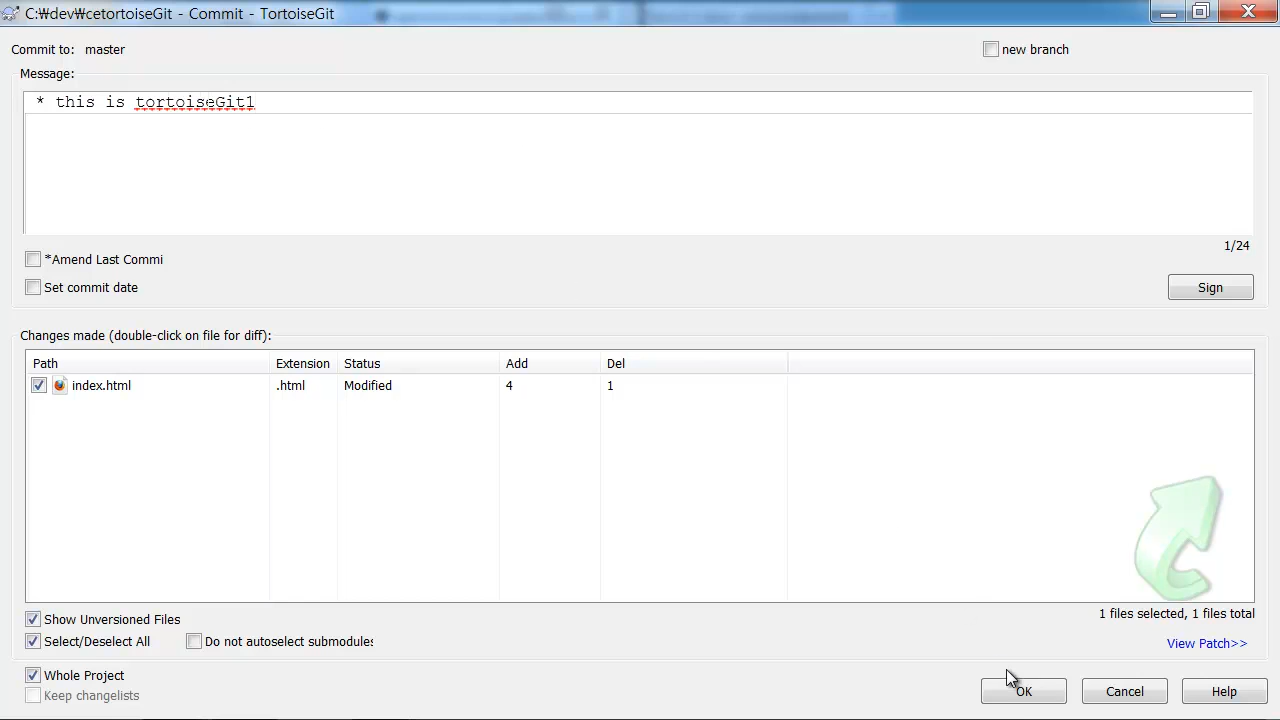 C:₩dev₩cetortoiseGit - Commit - TortoiseGit
Commit to: master
new branch
Message:
* this is tortoiseGit1
1/24
*Amend Last Commi
Set commit date
Sign
Changes made (double-click on file for diff):
Path Extension Status Add Del
index.html .html Modified 4 1
Show Unversioned Files
1 files selected, 1 files total
Select/Deselect All Do not autoselect submodules
View Patch>>
Whole Project
Keep changelists
OK Cancel Help